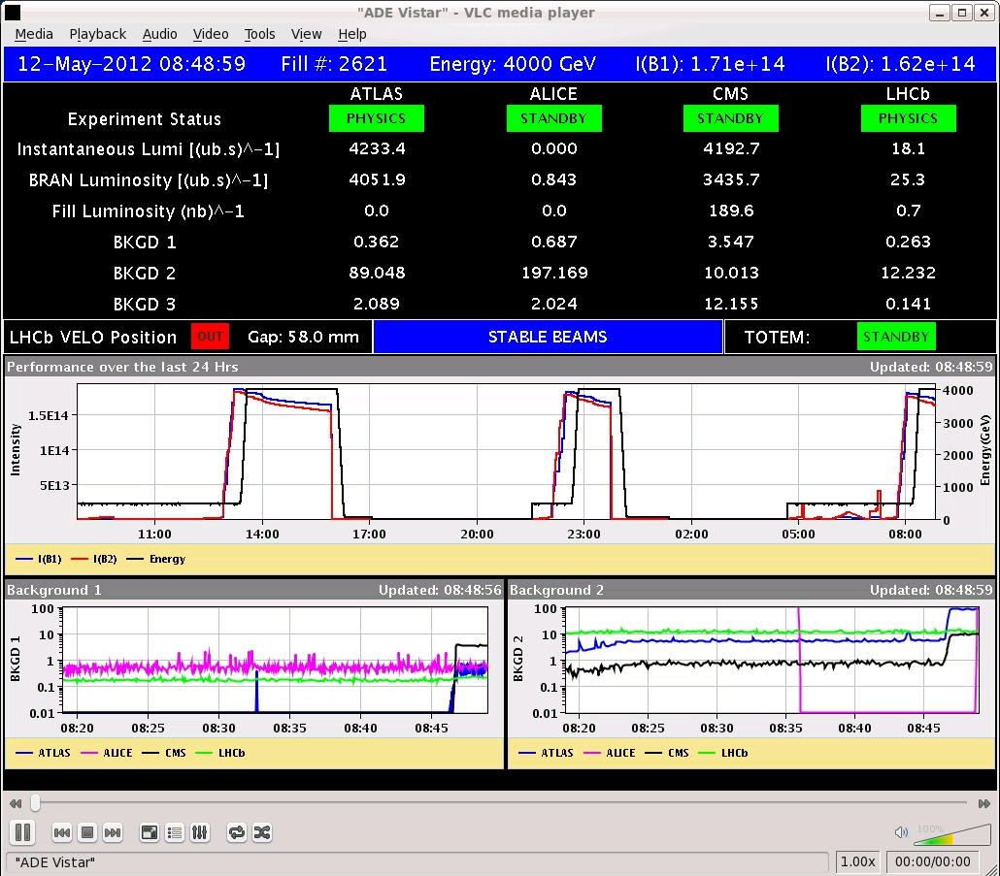 "ADE Vistar" - VLC media player
Media Playback Audio Video Tools View Help
12-May-2012 08:48:59 Fill #: 2621 Energy: 4000 GeV I(B1): 1.71e+14 I(B2): 1.62e+14
ATLAS ALICE CMS LHCb
Experiment Status PHYSICS STANDBY STANDBY PHYSICS
Instantaneous Lumi [(ub.s)^-1] 4233.4 0.000 4192.7 18.1
BRAN Luminosity [(ub.s)^-1] 4051.9 0.843 3435.7 25.3
Fill Luminosity (nb)^-1 0.0 0.0 189.6 0.7
BKGD 1 0.362 0.687 3.547 0.263
BKGD 2 89.048 197.169 10.013 12.232
BKGD 3 2.089 2.024 12.155 0.141
LHCb VELO Position OUT Gap: 58.0 mm STABLE BEAMS TOTEM: STANDBY
Performance over the last 24 Hrs Updated: 08:48:59
Intensity
1.5E14
1E14
5E13
4000
3000
2000
1000
0
Energy(GeV)
11:00 14:00 17:00 20:00 23:00 02:00 05:00 08:00
I(B1) I(B2) Energy
Background 1 Updated: 08:48:56
BKGD 1
100
10
1
0.1
0.01
08:20 08:25 08:30 08:35 08:40 08:45
ATLAS ALICE CMS LHCb
Background 2 Updated: 08:48:59
BKGD 2
100
10
1
0.1
0.01
08:20 08:25 08:30 08:35 08:40 08:45
ATLAS ALICE CMS LHCb
100%
"ADE Vistar" 1.00x 00:00/00:00